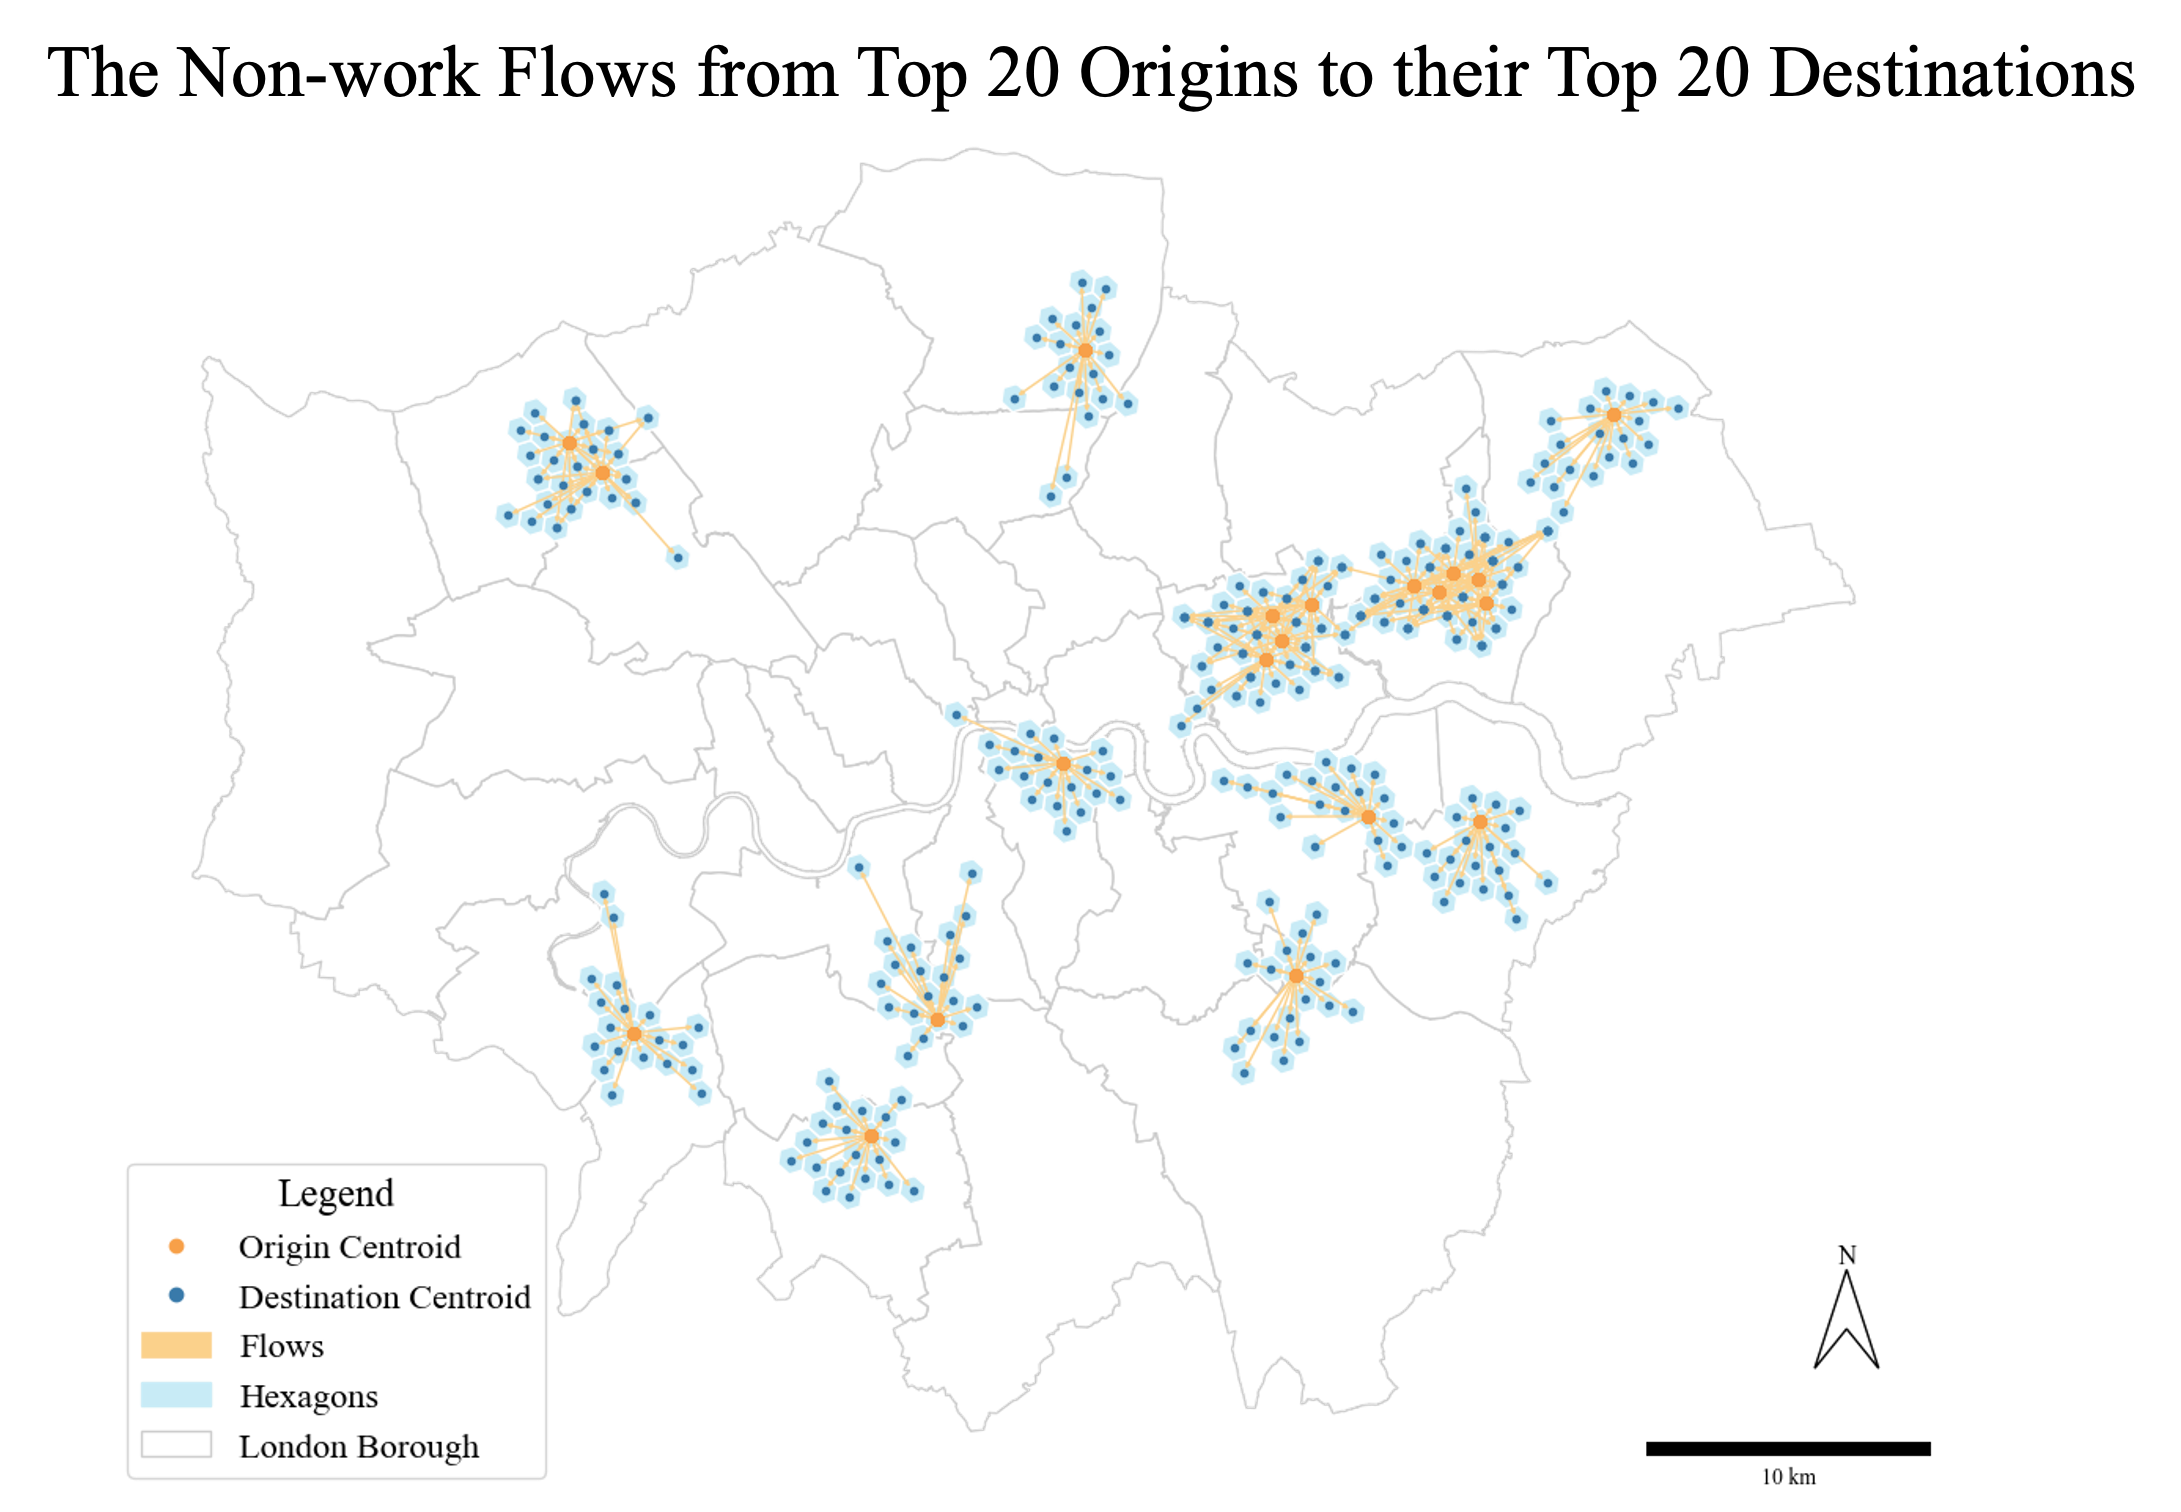 The Non-work Flows from Top 20 Origins to their Top 20 Destinations
Legend
Origin Centroid
Destination Centroid
Flows
Hexagons
London Borough
N
10 km